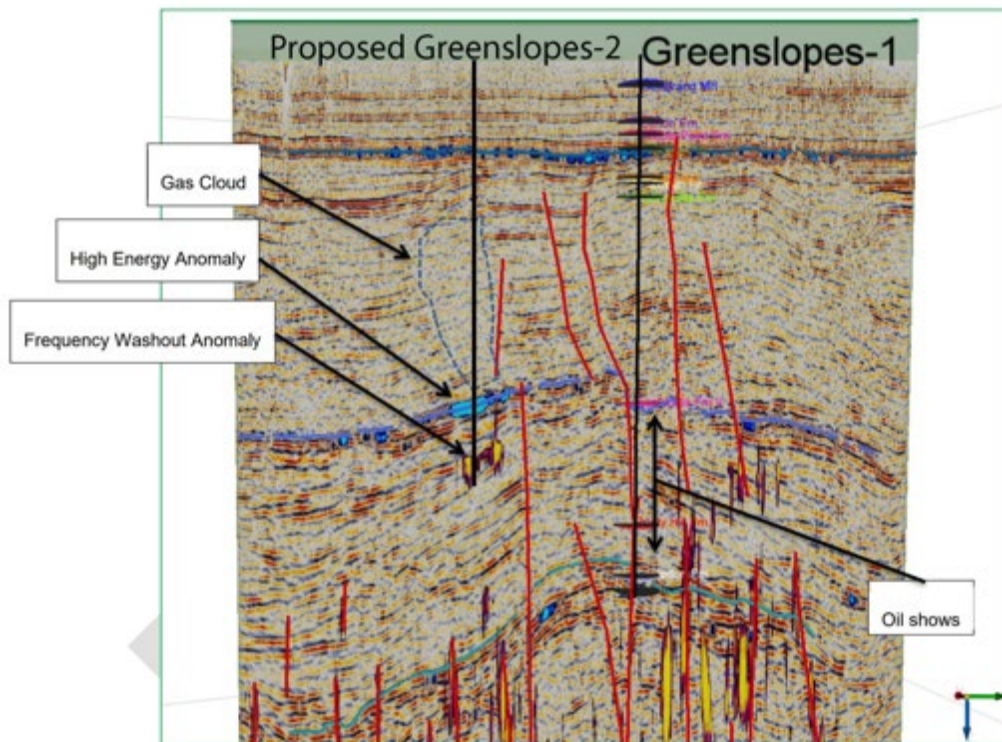 Proposed Greenslopes-2
Greenslopes-1
Gas Cloud
High Energy Anomaly
Frequency Washout Anomaly
Oil shows